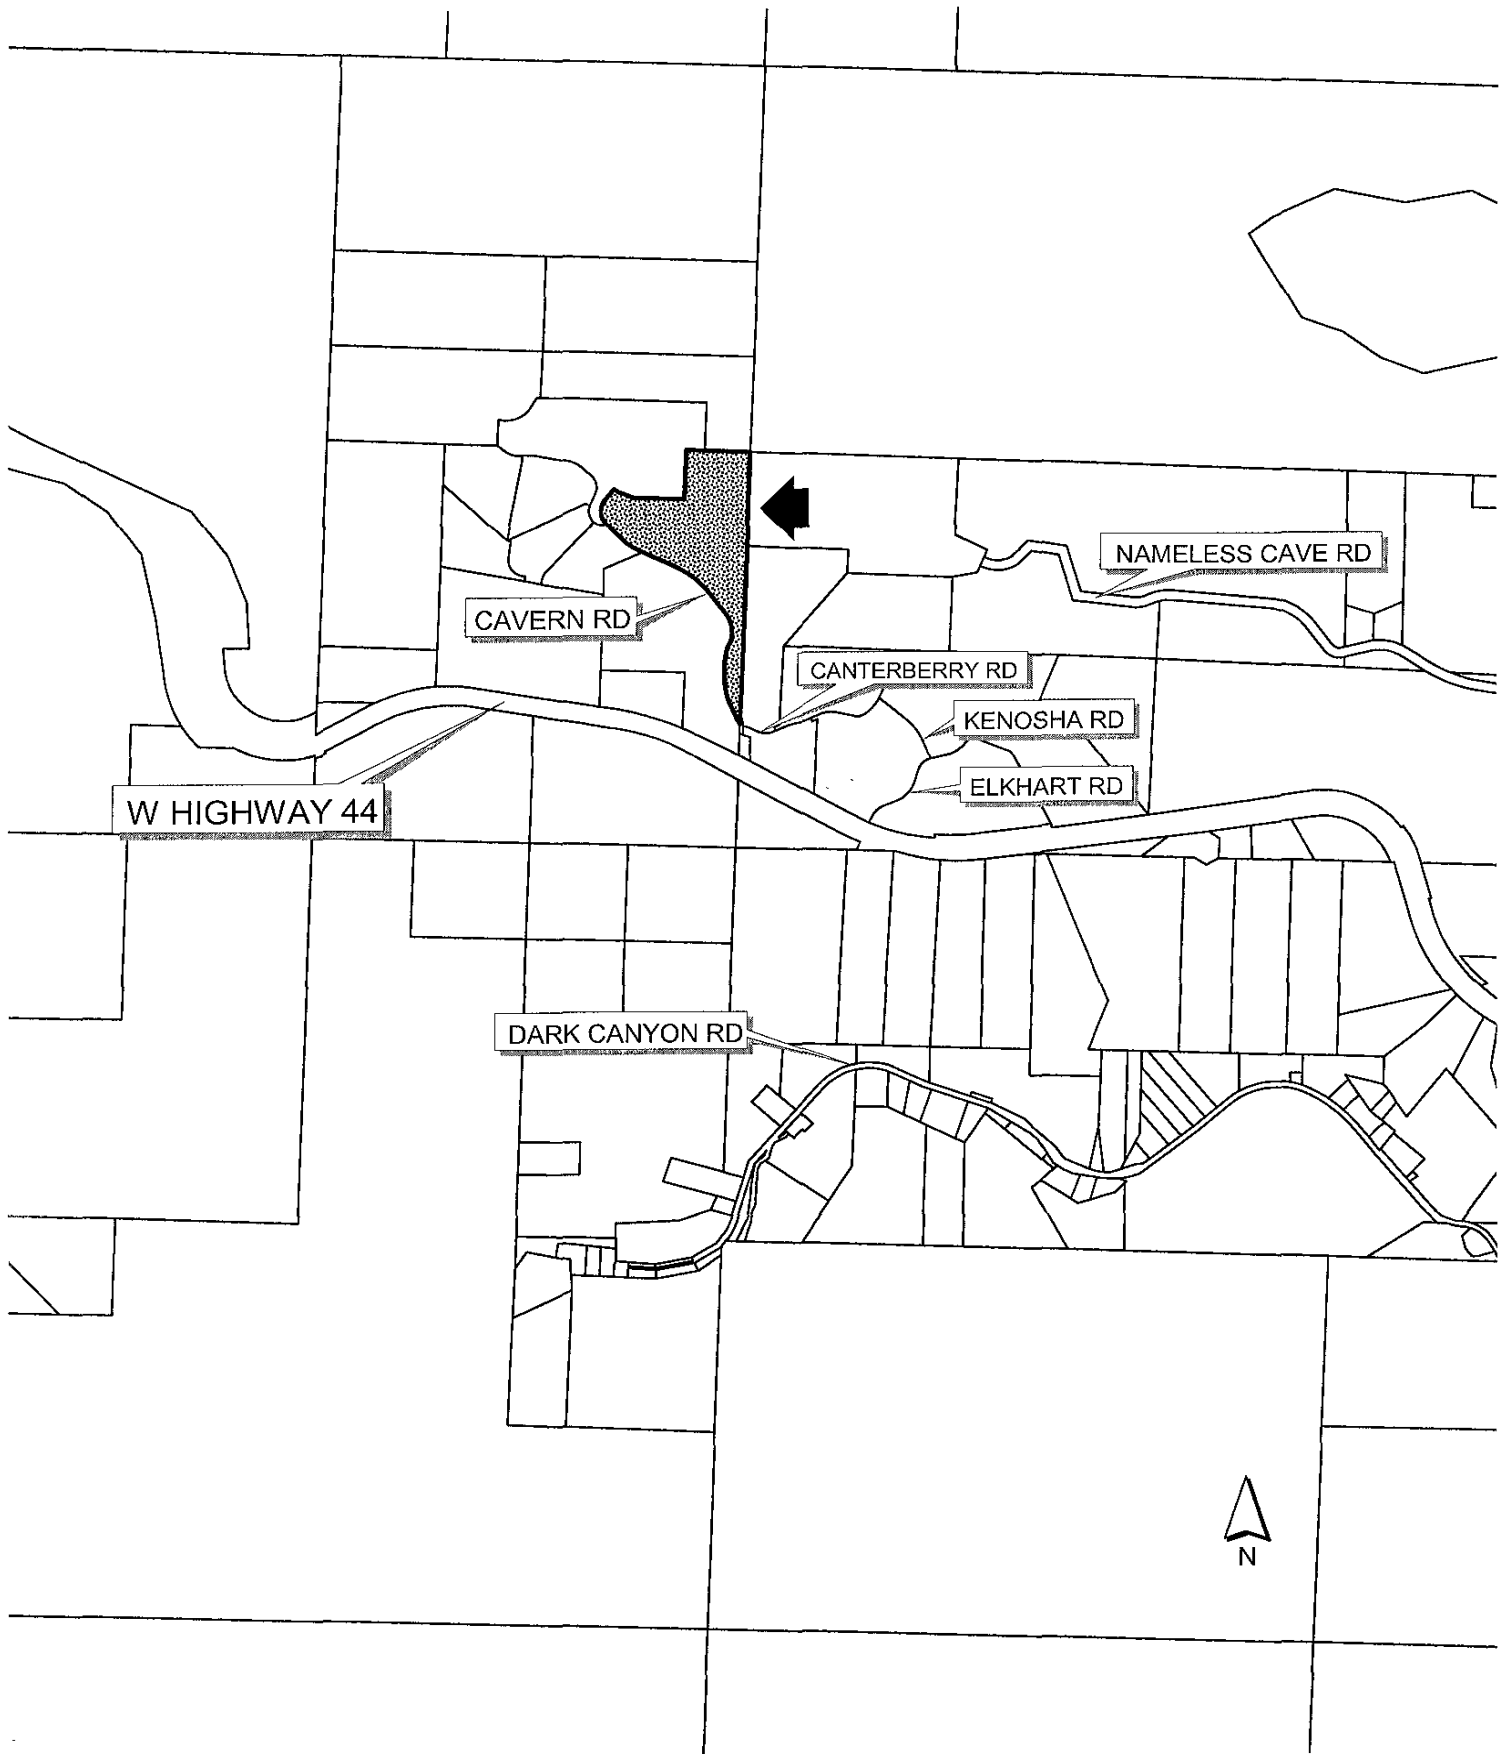 NAMELESS CAVE RD
CAVERN RD
CANTERBERRY RD
KENOSHA RD
ELKHART RD
W HIGHWAY 44
DARK CANYON RD
N